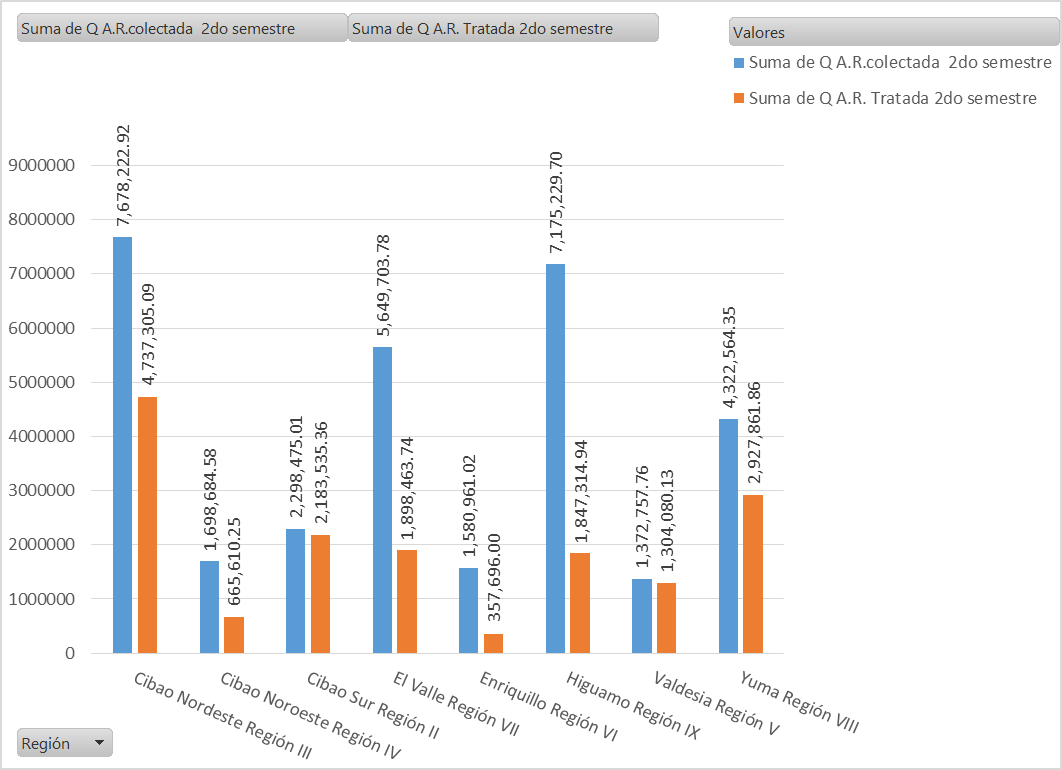 Suma de Q A.R.colectada  2do semestre
Suma de Q A.R. Tratada 2do semestre
Valores
Suma de Q A.R.colectada  2do semestre
Suma de Q A.R. Tratada 2do semestre
9000000
8000000
7000000
6000000
5000000
4000000
3000000
2000000
1000000
0
7,678,222.92
4,737,305.09
1,698,684.58
665,610.25
2,298,475.01
2,183,535.36
5,649,703.78
1,898,463.74
1,580,961.02
357,696.00
7,175,229.70
1,847,314.94
1,372,757.76
1,304,080.13
4,322,564.35
2,927,861.86
Cibao Nordeste Región III
Cibao Noroeste Región IV
Cibao Sur Región II
El Valle Región VII
Enriquillo Región VI
Higuamo Región IX
Valdesia Región V
Yuma Región VIII
Región